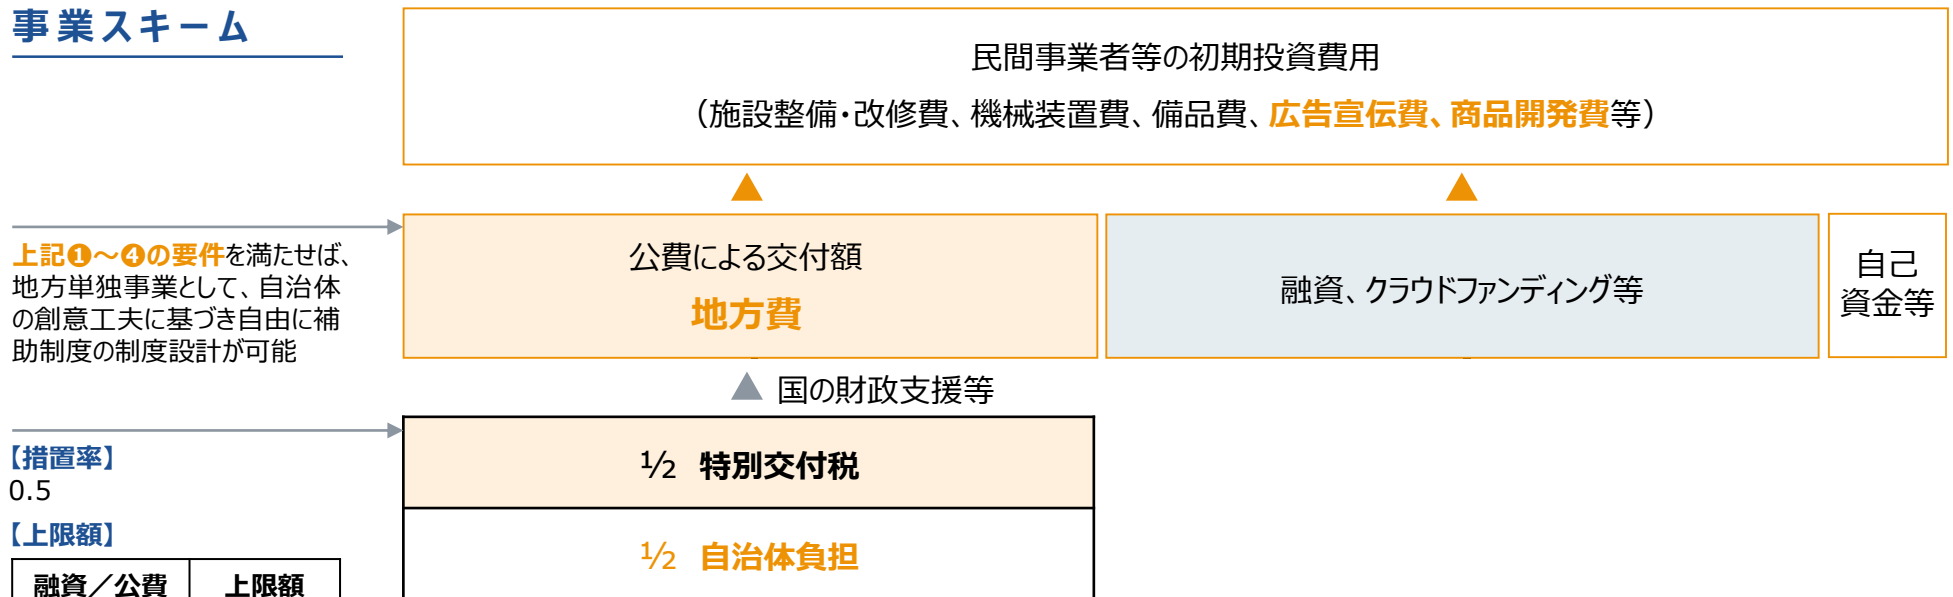 事業スキーム
民間事業者等の初期投資費用
（施設整備・改修費、機械装置費、備品費、広告宣伝費、商品開発費等）
上記❶～❹の要件を満たせば、
地方単独事業として、自治体
の創意工夫に基づき自由に補
助制度の制度設計が可能
公費による交付額
地方費
融資、クラウドファンディング等
自己
資金等
国の財政支援等
【措置率】
0.5
½ 特別交付税
½ 自治体負担
【上限額】
融資／公費 上限額